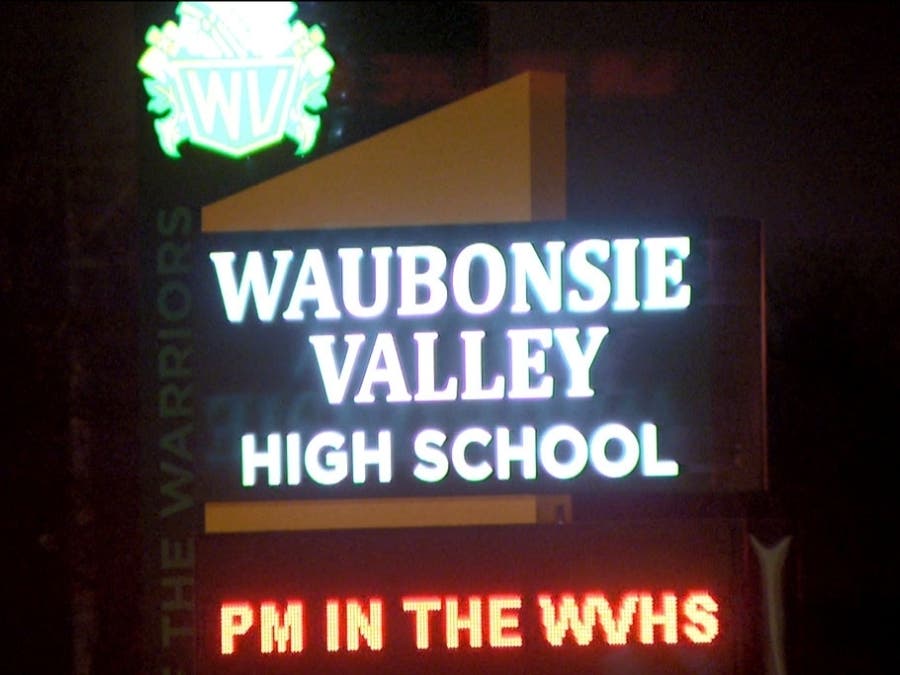 WV
WAUBONSIE
VALLEY
HIGH SCHOOL
PM IN THE WVHS
THE WARRIORS